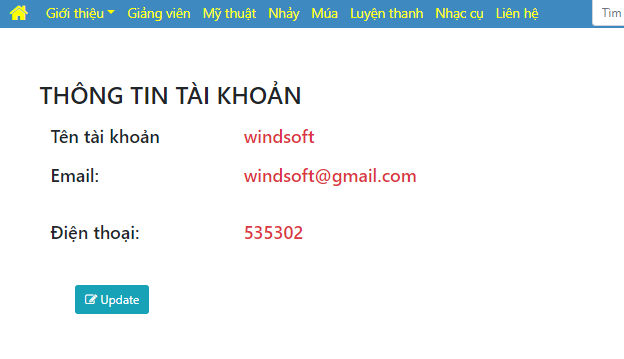 Giới thiệu Giảng viên Mỹ thuật Nhảy Múa Luyện thanh Nhạc cụ Liên hệ Tìm
THÔNG TIN TÀI KHOẢN
Tên tài khoản windsoft
Email: windsoft@gmail.com
Điện thoại: 535302
Update